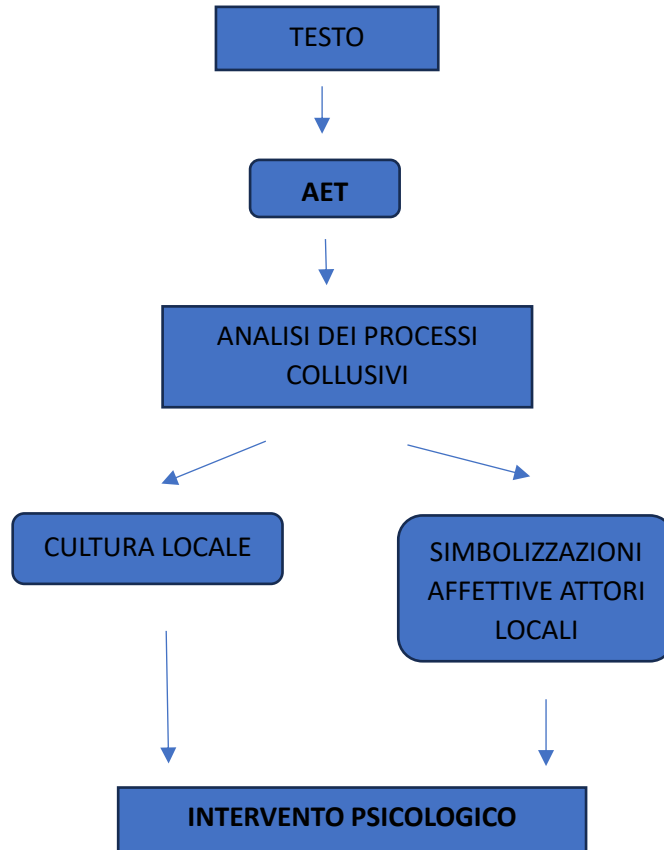 TESTO
AET
ANALISI DEI PROCESSI
COLLUSIVI
CULTURA LOCALE
SIMBOLIZZAZIONI
AFFETTIVE ATTORI
LOCALI
INTERVENTO PSICOLOGICO